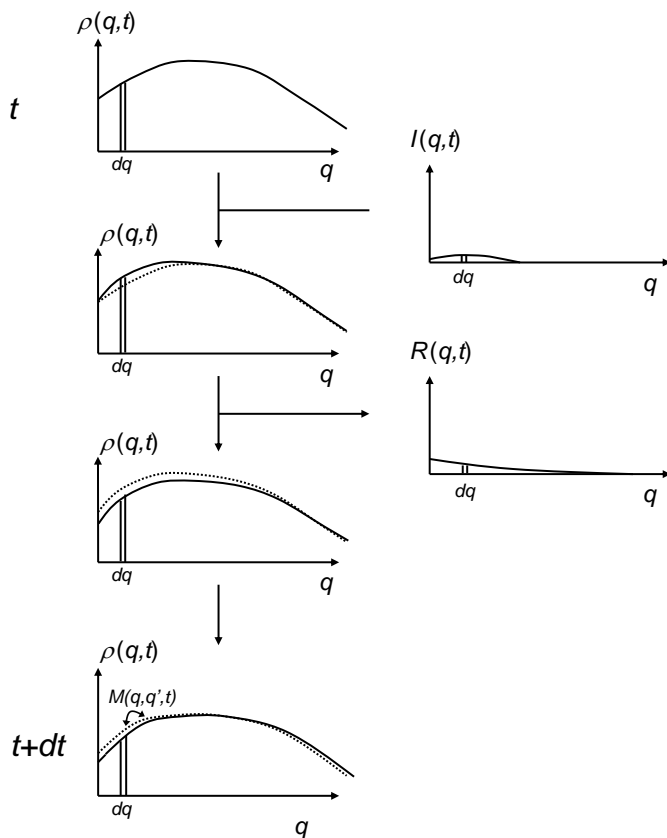 ρ(q,t)
t
dq
q
I(q,t)
dq
q
ρ(q,t)
dq
q
R(q,t)
dq
q
ρ(q,t)
dq
q
ρ(q,t)
M(q,q',t)
t+dt
dq
q